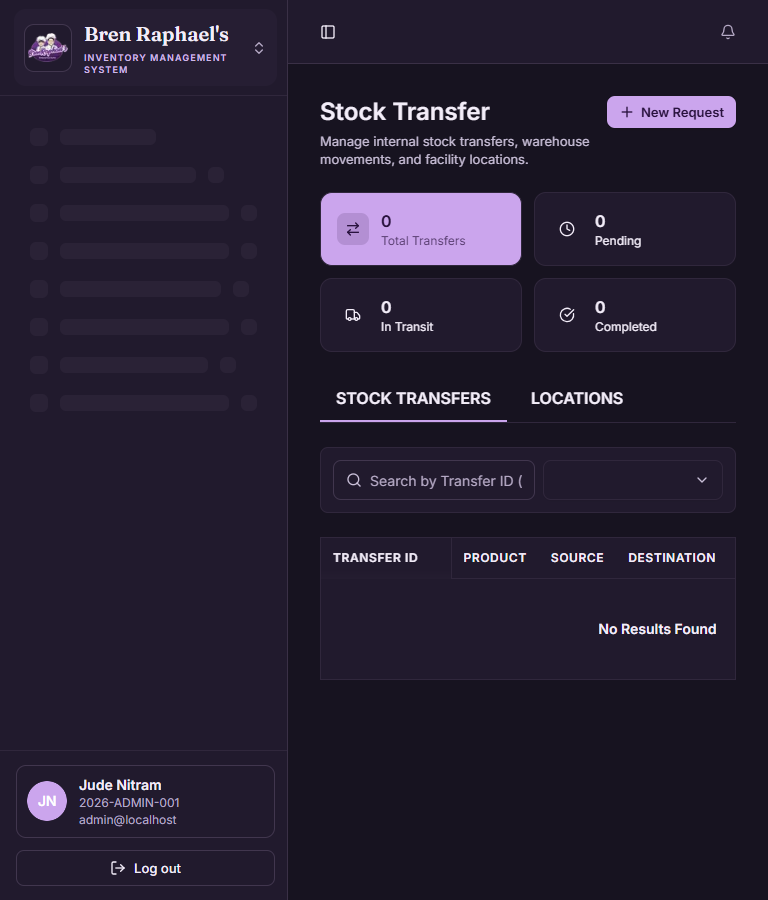 Bren Raphael's
INVENTORY MANAGEMENT
SYSTEM
Stock Transfer
New Request
Manage internal stock transfers, warehouse
movements, and facility locations.
0
Total Transfers
0
Pending
0
In Transit
0
Completed
STOCK TRANSFERS
LOCATIONS
Search by Transfer ID (
TRANSFER ID
PRODUCT
SOURCE
DESTINATION
No Results Found
JN
Jude Nitram
2026-ADMIN-001
admin@localhost
Log out